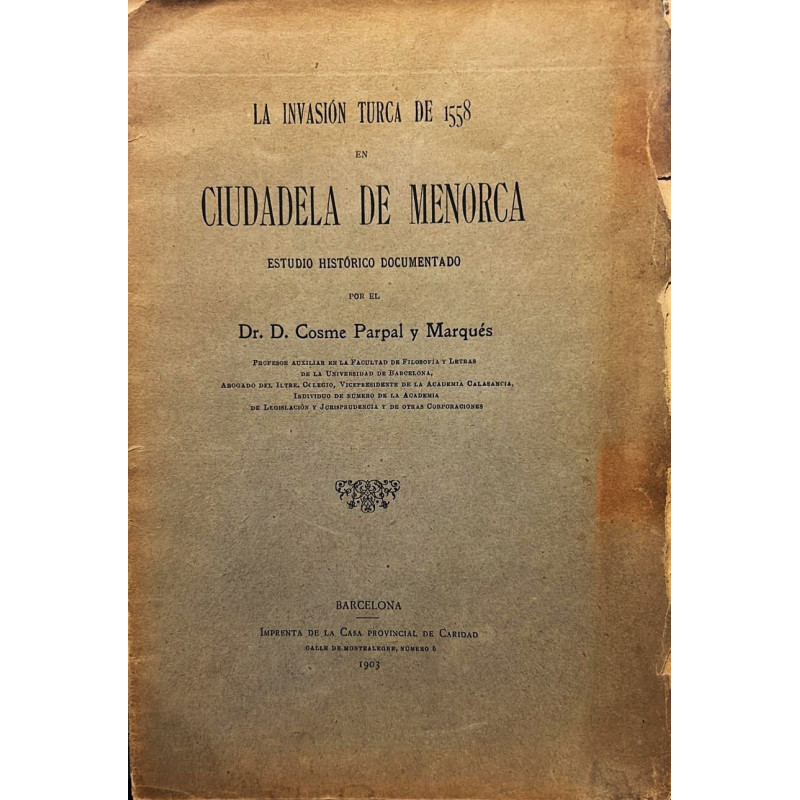 LA INVASIÓN TURCA DE 1558
EN
CIUDADELA DE MENORCA
ESTUDIO HISTÓRICO DOCUMENTADO
POR EL
Dr. D. Cosme Parpal y Marqués
Profesor auxiliar en la Facultad de Filosofía y Letras
de la Universidad de Barcelona,
Abogado del Iltre. Colegio, Vicepresidente de la Academia Calasancia,
Individuo de número de la Academia
de Legislación y Jurisprudencia y de otras Corporaciones
BARCELONA
Imprenta de la Casa provincial de Caridad
CALLE DE MONTEALEGRE, NÚMERO 6
1903